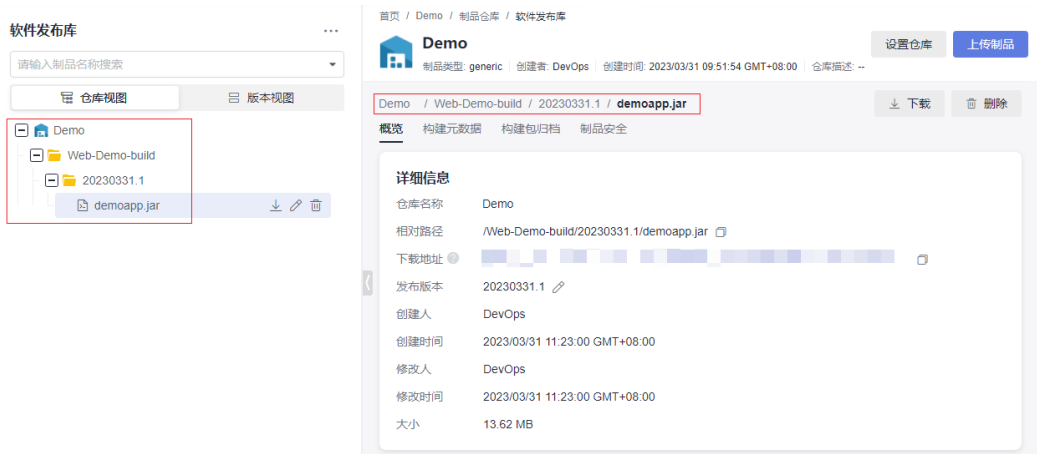 软件发布库
...
请输入制品名称搜索
仓库视图 版本视图
Demo
Web-Demo-build
20230331.1
demoapp.jar
首页 / Demo / 制品仓库 / 软件发布库
Demo
制品类型: generic 创建者: DevOps 创建时间: 2023/03/31 09:51:54 GMT+08:00 仓库描述: --
设置仓库 上传制品
Demo / Web-Demo-build / 20230331.1 / demoapp.jar
下载 删除
概览 构建元数据 构建包归档 制品安全
详细信息
仓库名称 Demo
相对路径 /Web-Demo-build/20230331.1/demoapp.jar
下载地址
发布版本 20230331.1
创建人 DevOps
创建时间 2023/03/31 11:23:00 GMT+08:00
修改人 DevOps
修改时间 2023/03/31 11:23:00 GMT+08:00
大小 13.62 MB